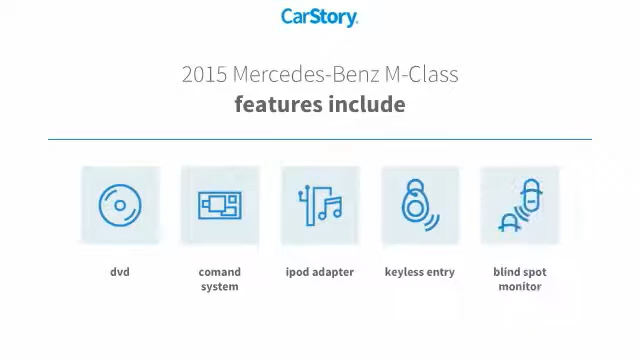 CarStory.
2015 Mercedes-Benz M-Class
features include
dvd
comand
system
ipod adapter
keyless entry
blind spot
monitor